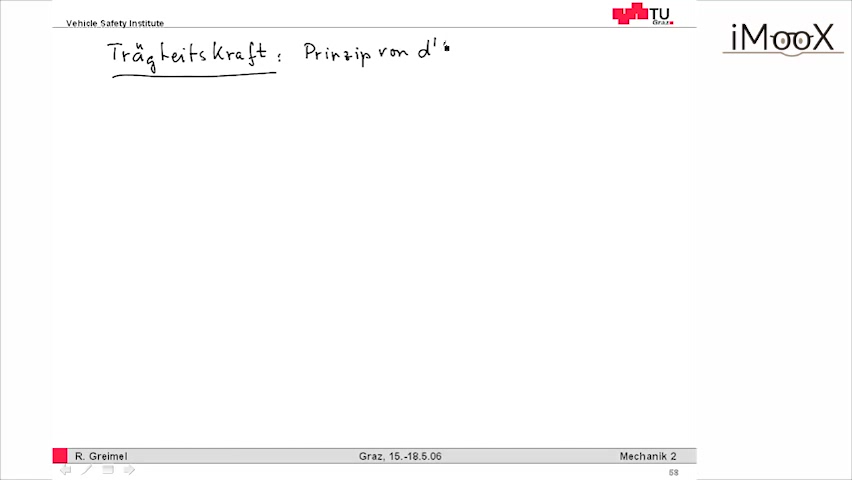 Vehicle Safety Institute
TU
Graz
iMooX
Trägheitskraft: Prinzip von d'
R. Greimel Graz, 15.-18.5.06 Mechanik 2
58